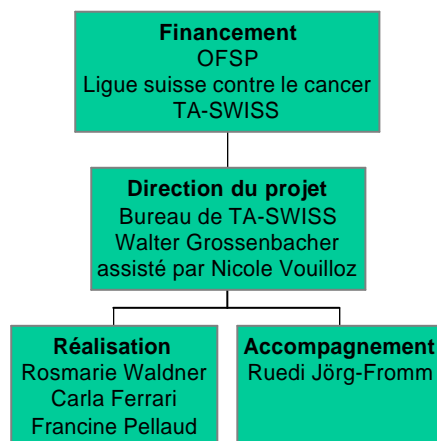 Financement
OFSP
Ligue suisse contre le cancer
TA-SWISS
Direction du projet
Bureau de TA-SWISS
Walter Grossenbacher
assisté par Nicole Vouilloz
Réalisation
Rosmarie Waldner
Carla Ferrari
Francine Pellaud
Accompagnement
Ruedi Jörg-Fromm